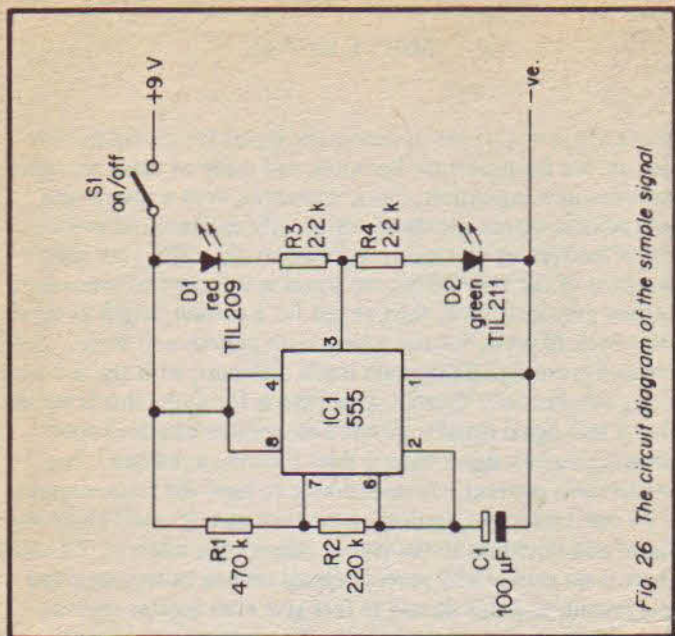 S1
on/off
+9 V
D1
red
TIL209
R3
2·2 k
R4
2·2 k
D2
green
TIL211
R1
470 k
R2
220 k
C1
100 µF
IC1
555
8
4
7
3
6
2
1
−ve.
Fig. 26 The circuit diagram of the simple signal